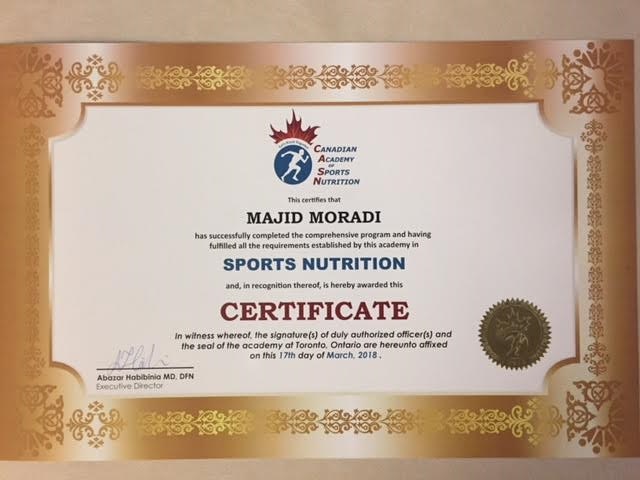 CANADIAN
ACADEMY
OF
SPORTS
NUTRITION
This certifies that
MAJID MORADI
has successfully completed the comprehensive program and having
fulfilled all the requirements established by this academy in
SPORTS NUTRITION
and, in recognition thereof, is hereby awarded this
CERTIFICATE
In witness whereof, the signature(s) of duly authorized officer(s) and
the seal of the academy at Toronto, Ontario are hereunto affixed
on this 17th day of March, 2018 .
Abazar Habibinia MD, DFN
Executive Director